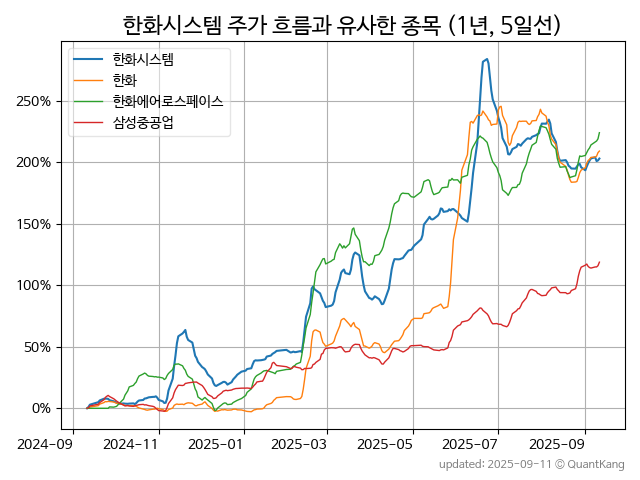 한화시스템 주가 흐름과 유사한 종목 (1년, 5일선)
한화시스템
한화
한화에어로스페이스
삼성중공업
250%
200%
150%
100%
50%
0%
2024-09 2024-11 2025-01 2025-03 2025-05 2025-07 2025-09
updated: 2025-09-11 © QuantKang